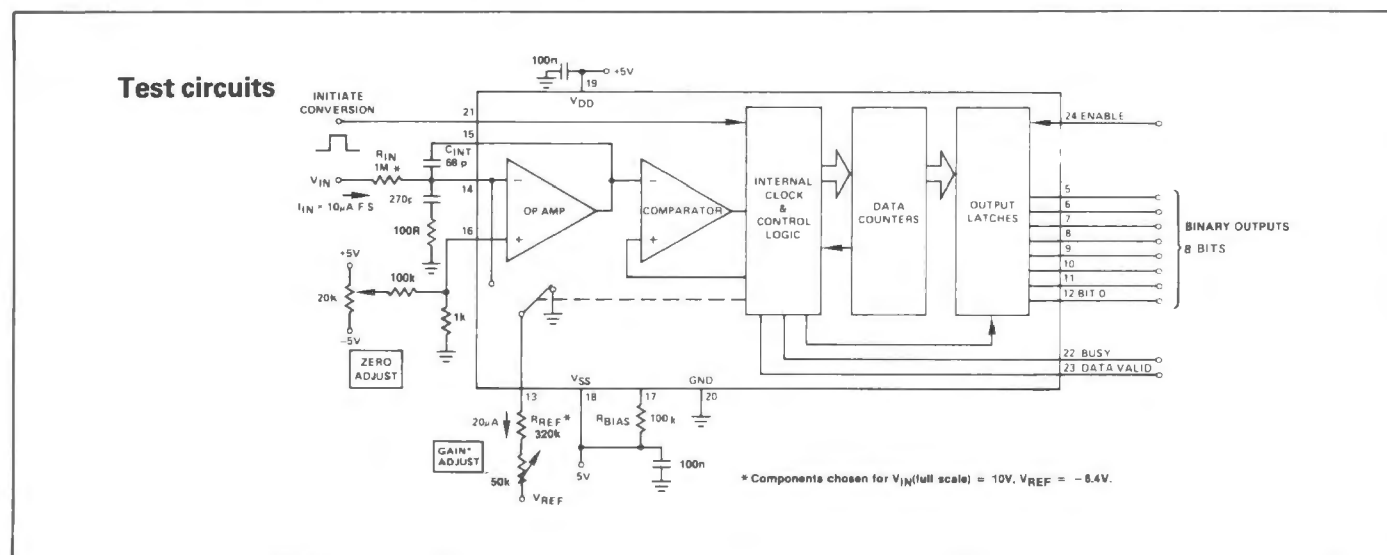 Test circuits
100n
+5V
19
VDD
INITIATE
CONVERSION
21
15
CINT
68 p
RIN
1M *
VIN
14
IIN = 10µA FS
270p
100R
16
+5V
100k
20k
1k
-5V
ZERO
ADJUST
-
OP AMP
+
-
COMPARATOR
+
INTERNAL
CLOCK
&
CONTROL
LOGIC
DATA
COUNTERS
OUTPUT
LATCHES
24 ENABLE
5
6
7
8
9
10
11
12 BIT 0
BINARY OUTPUTS
8 BITS
22 BUSY
23 DATA VALID
VSS
GND
13
18
17
20
20µA
RREF*
320k
RBIAS
100k
GAIN*
ADJUST
50k
VREF
5V
100n
* Components chosen for VIN(full scale) = 10V, VREF = -6.4V.